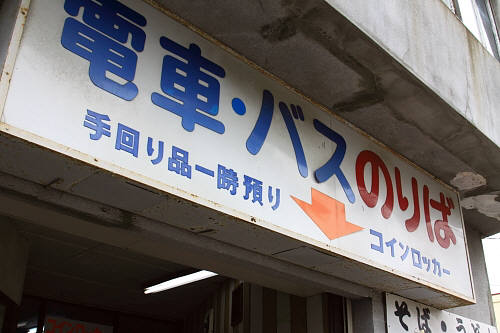 電車・バスのりば
手回り品一時預り
コインロッカー
そば・う